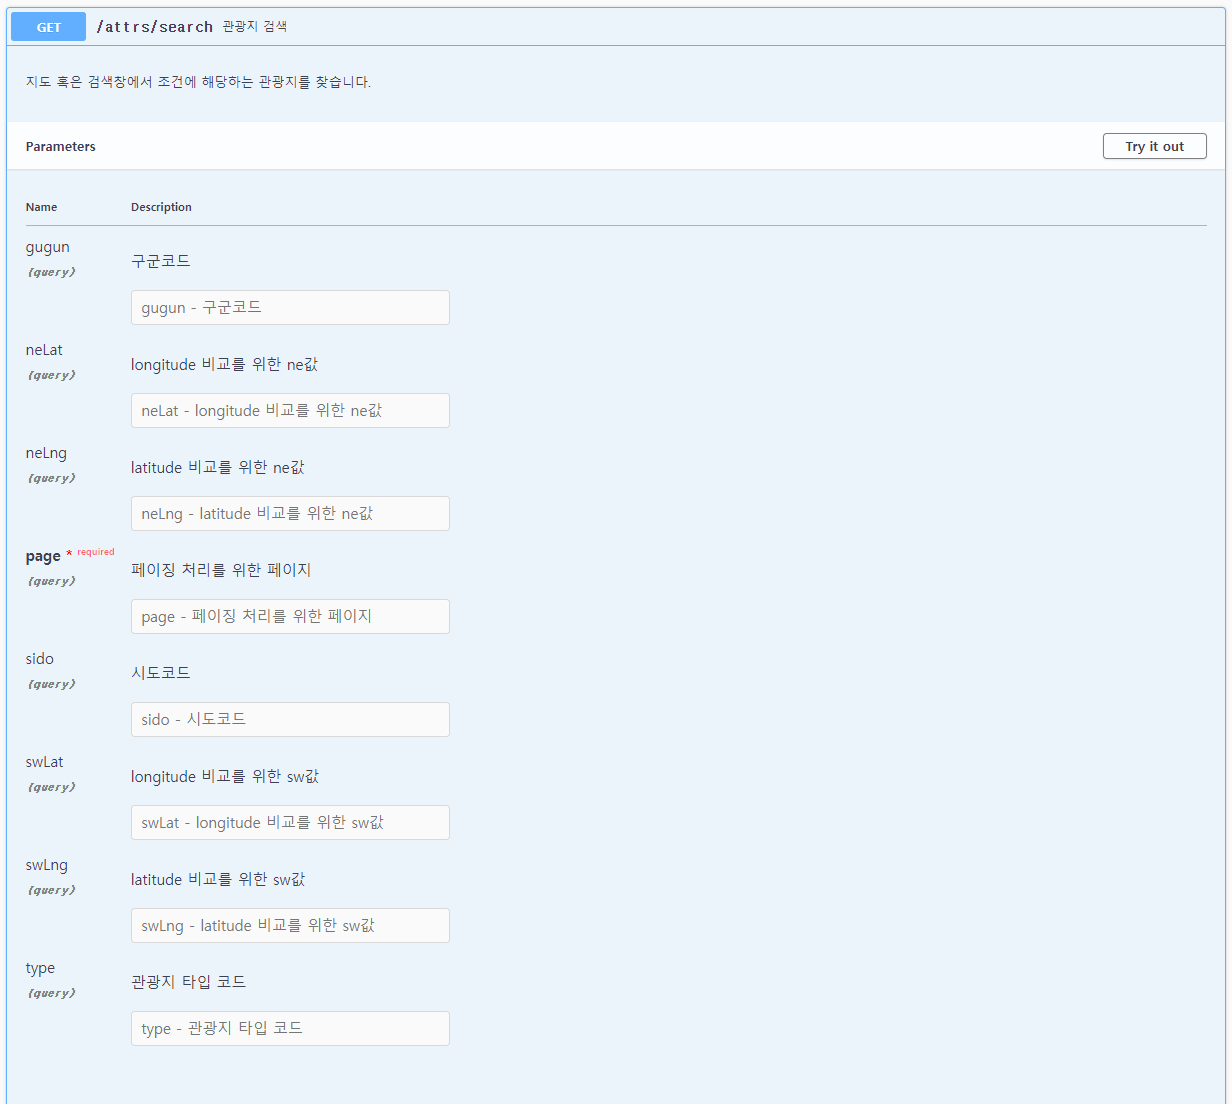 GET /attrs/search 관광지 검색
지도 혹은 검색창에서 조건에 해당하는 관광지를 찾습니다.
Parameters Try it out
Name Description
gugun
(query)
구군코드
gugun - 구군코드
neLat
(query)
longitude 비교를 위한 ne값
neLat - longitude 비교를 위한 ne값
neLng
(query)
latitude 비교를 위한 ne값
neLng - latitude 비교를 위한 ne값
page * required
(query)
페이징 처리를 위한 페이지
page - 페이징 처리를 위한 페이지
sido
(query)
시도코드
sido - 시도코드
swLat
(query)
longitude 비교를 위한 sw값
swLat - longitude 비교를 위한 sw값
swLng
(query)
latitude 비교를 위한 sw값
swLng - latitude 비교를 위한 sw값
type
(query)
관광지 타입 코드
type - 관광지 타입 코드